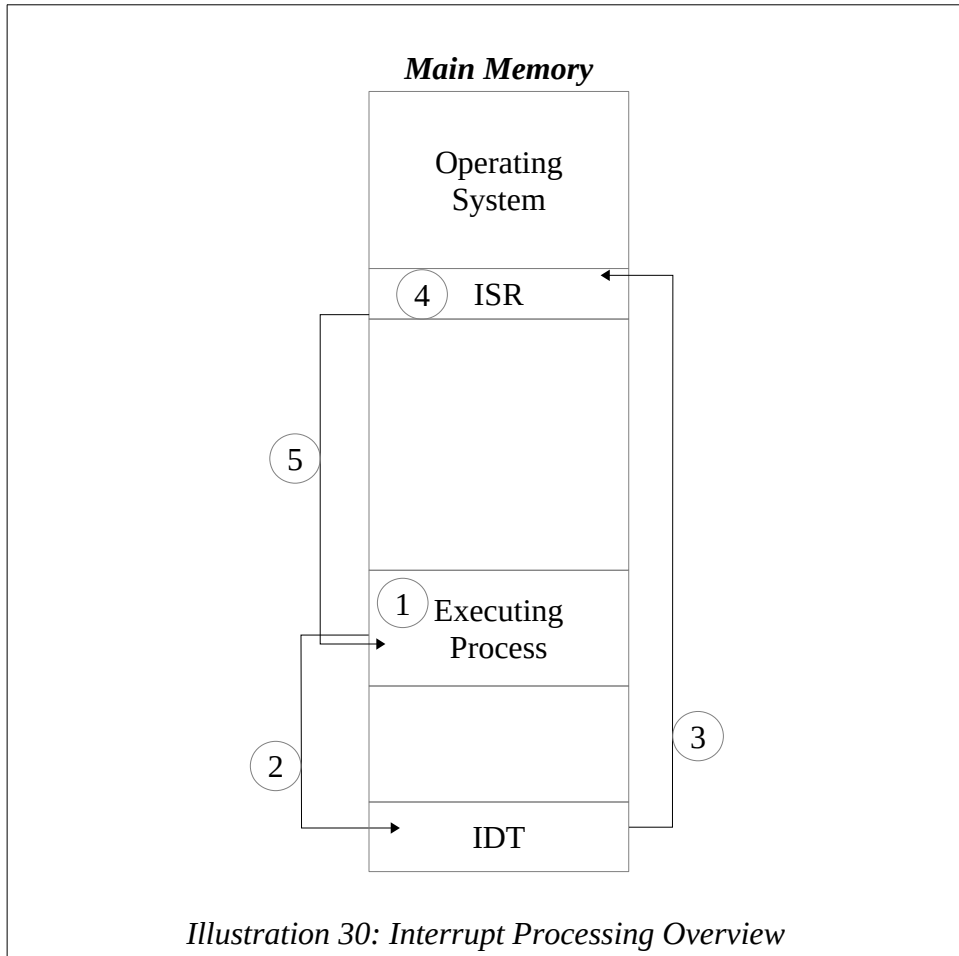 Main Memory
Operating
System
4
ISR
5
1
Executing
Process
3
2
IDT
Illustration 30: Interrupt Processing Overview